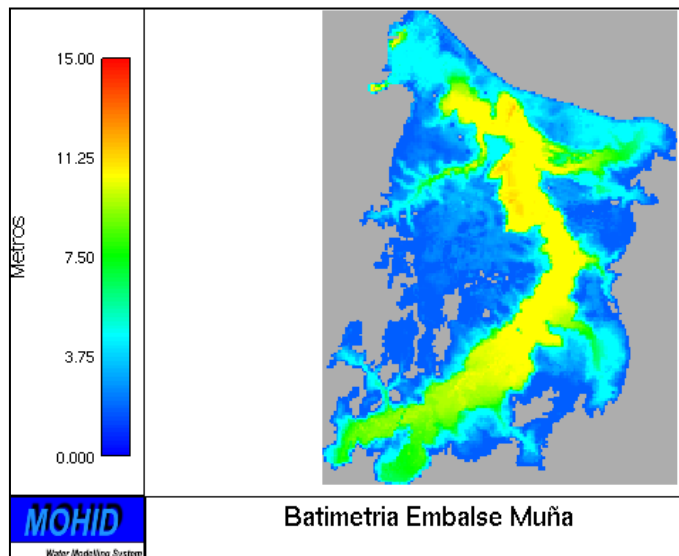 15.00
11.25
7.50
3.75
0.000
Metros
Batimetria Embalse Muña
MOHID
Water Modelling System